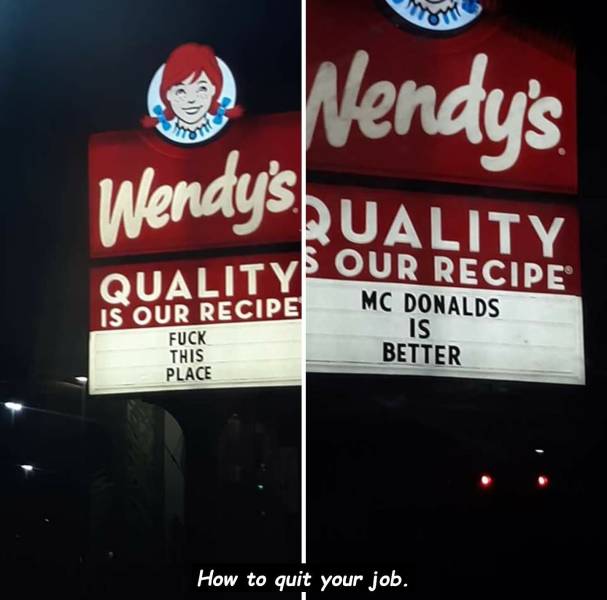 Wendy's
QUALITY
IS OUR RECIPE
FUCK
THIS
PLACE
Wendy's
QUALITY
IS OUR RECIPE®
MC DONALDS
IS
BETTER
How to quit your job.